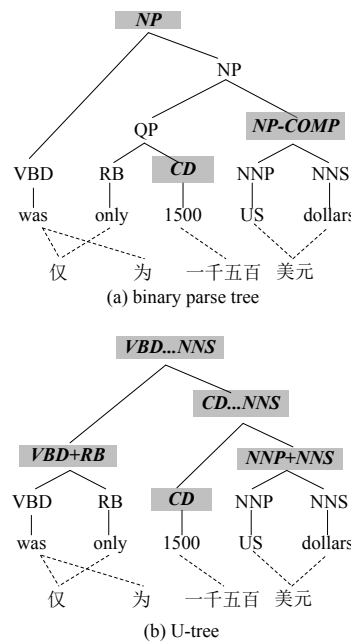 NP
NP
QP NP-COMP
VBD RB CD NNP NNS
was only 1500 US dollars
仅 为 一千五百 美元
(a) binary parse tree
VBD...NNS
CD...NNS
VBD+RB NNP+NNS
VBD RB CD NNP NNS
was only 1500 US dollars
仅 为 一千五百 美元
(b) U-tree